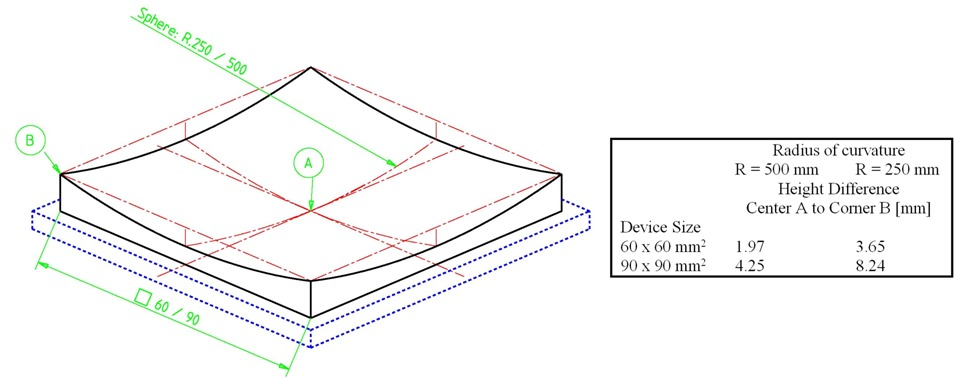 Sphere: R.250 / 500
B
A
□ 60 / 90
Radius of curvature
R = 500 mm R = 250 mm
Height Difference
Center A to Corner B [mm]
Device Size
60 x 60 mm² 1.97 3.65
90 x 90 mm² 4.25 8.24